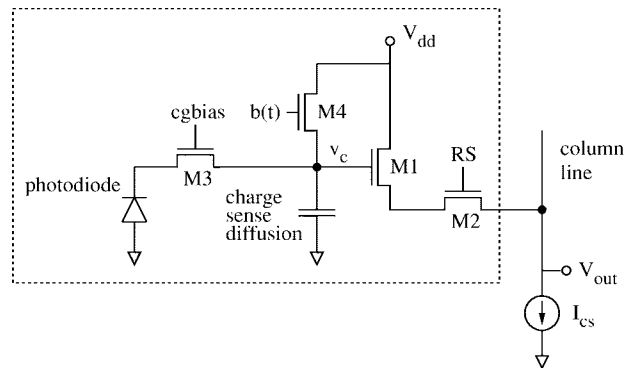 V_dd
b(t)
M4
cgbias
v_c
M1
RS
column
line
photodiode
M3
charge
sense
diffusion
M2
V_out
I_cs